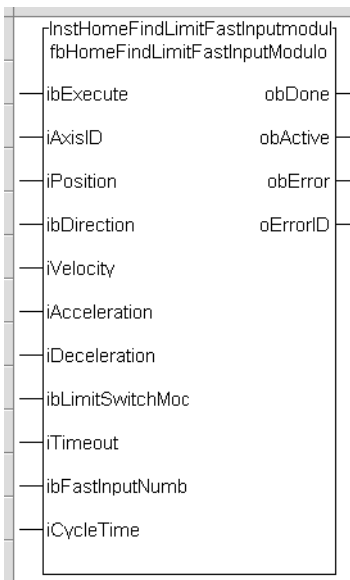 InstHomeFindLimitFastInputmodul
fbHomeFindLimitFastInputModulo
ibExecute obDone
iAxisID obActive
iPosition obError
ibDirection oErrorID
iVelocity
iAcceleration
iDeceleration
ibLimitSwitchMoc
iTimeout
ibFastInputNumb
iCycleTime